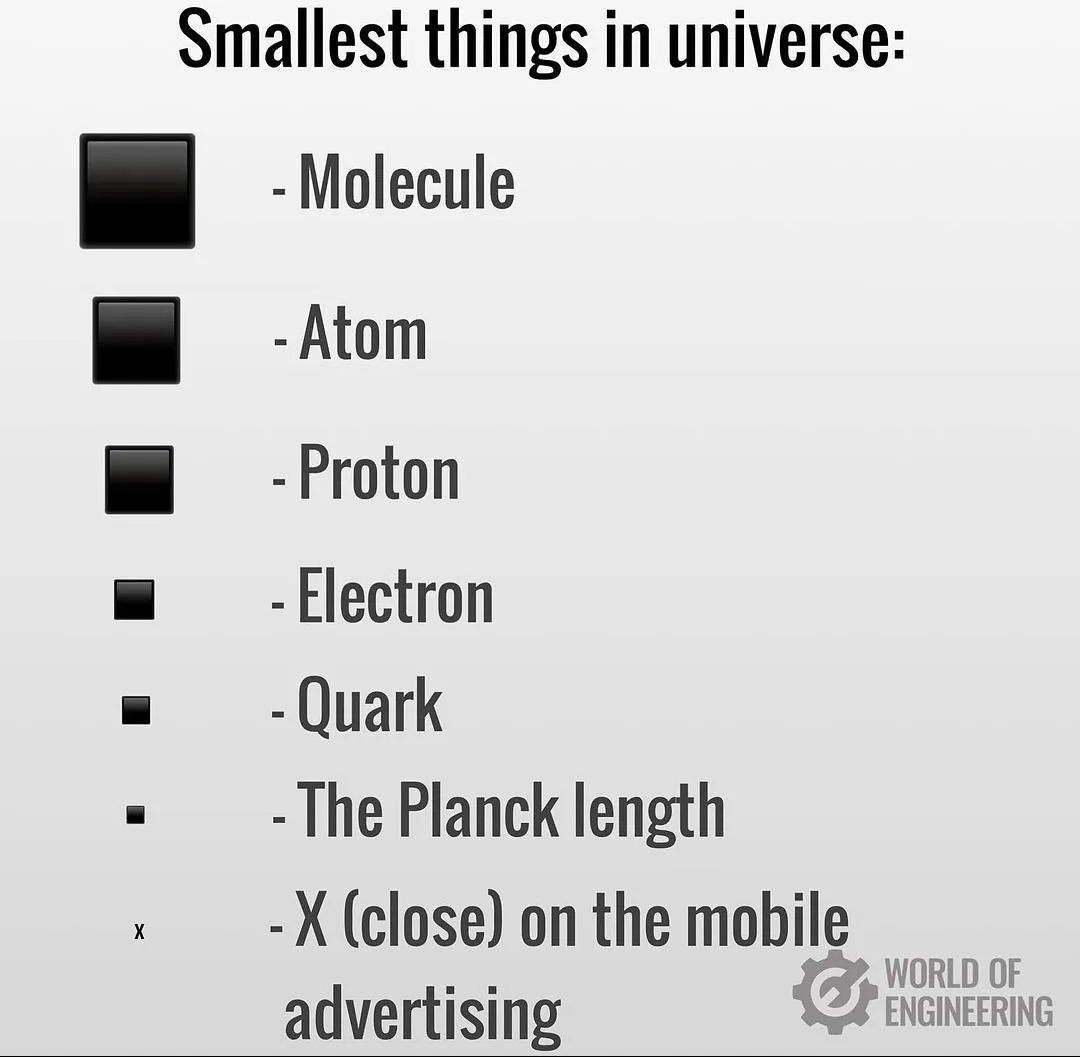 Smallest things in universe:
- Molecule
- Atom
- Proton
- Electron
- Quark
- The Planck length
x
- X (close) on the mobile
advertising
WORLD OF
ENGINEERING